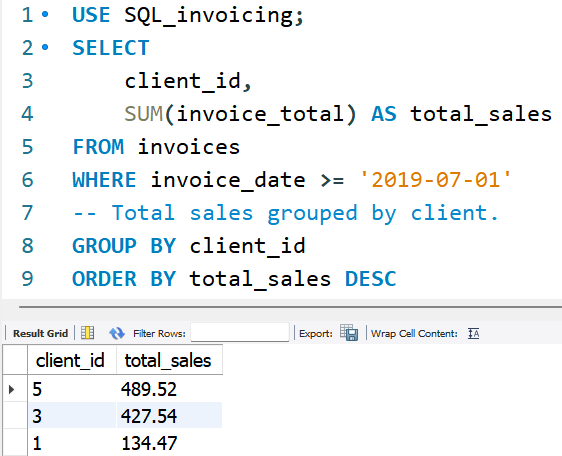 1 USE SQL_invoicing;
2 SELECT
3 client_id,
4 SUM(invoice_total) AS total_sales
5 FROM invoices
6 WHERE invoice_date >= '2019-07-01'
7 -- Total sales grouped by client.
8 GROUP BY client_id
9 ORDER BY total_sales DESC
Result Grid Filter Rows: Export: Wrap Cell Content: IA
client_id total_sales
5 489.52
3 427.54
1 134.47